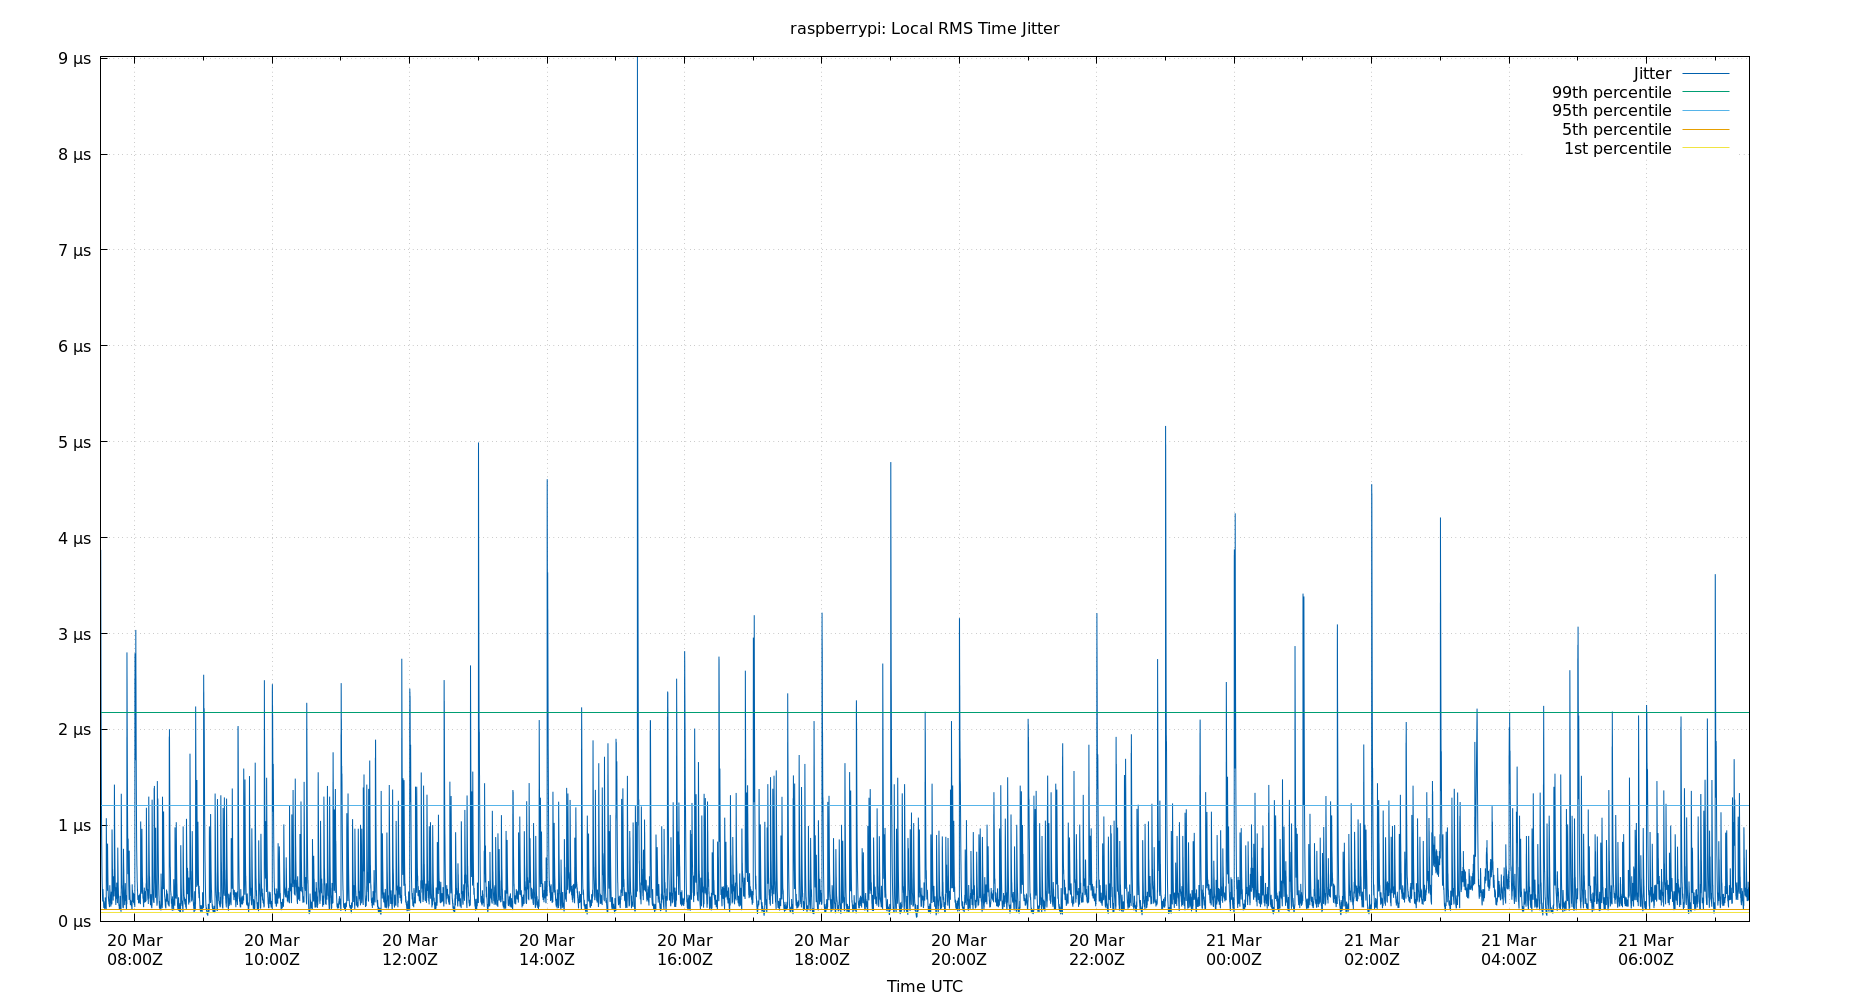 raspberrypi: Local RMS Time Jitter
9 µs
8 µs
7 µs
6 µs
5 µs
4 µs
3 µs
2 µs
1 µs
0 µs
Jitter
99th percentile
95th percentile
5th percentile
1st percentile
20 Mar
08:00Z
20 Mar
10:00Z
20 Mar
12:00Z
20 Mar
14:00Z
20 Mar
16:00Z
20 Mar
18:00Z
20 Mar
20:00Z
20 Mar
22:00Z
21 Mar
00:00Z
21 Mar
02:00Z
21 Mar
04:00Z
21 Mar
06:00Z
Time UTC